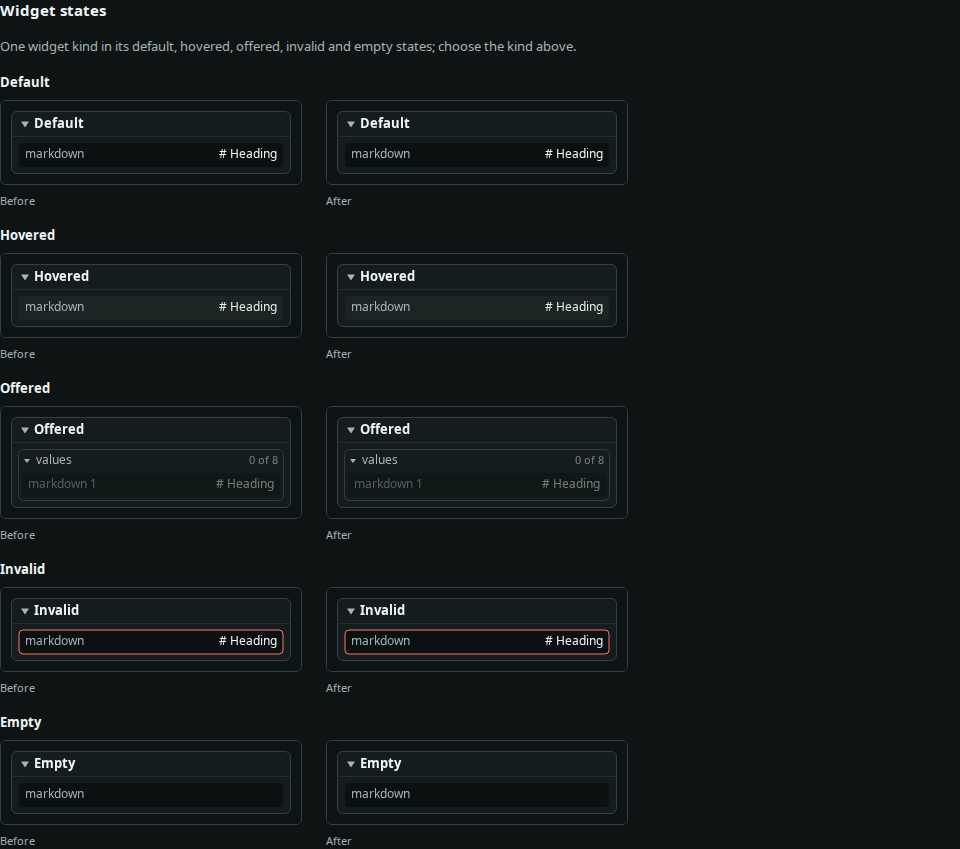 Widget states
One widget kind in its default, hovered, offered, invalid and empty states; choose the kind above.
Default
Default
markdown # Heading
Default
markdown # Heading
Before
After
Hovered
Hovered
markdown # Heading
Hovered
markdown # Heading
Before
After
Offered
Offered
values 0 of 8
markdown 1 # Heading
Offered
values 0 of 8
markdown 1 # Heading
Before
After
Invalid
Invalid
markdown # Heading
Invalid
markdown # Heading
Before
After
Empty
Empty
markdown
Empty
markdown
Before
After